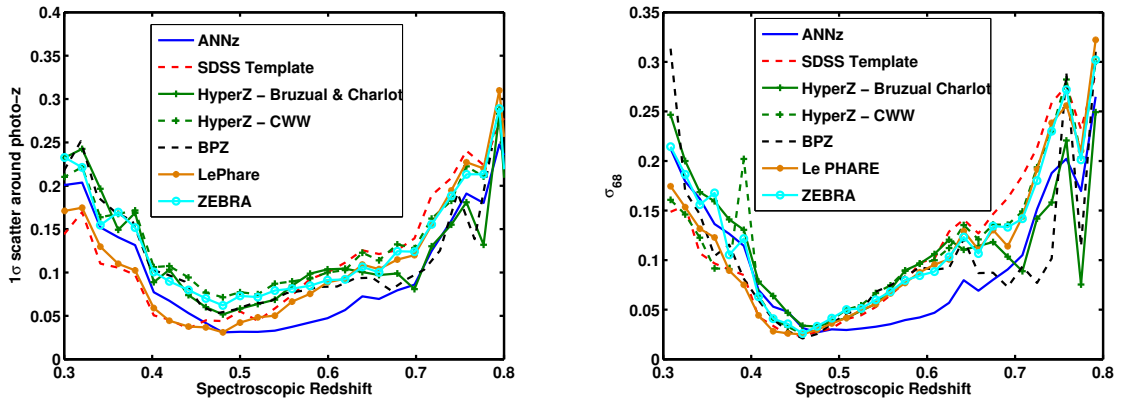 0.4
0.35
0.3
0.25
0.2
0.15
0.1
0.05
0
1σ scatter around photo-z
ANNz
SDSS Template
HyperZ − Bruzual & Charlot
HyperZ − CWW
BPZ
LePhare
ZEBRA
0.3 0.4 0.5 0.6 0.7 0.8
Spectroscopic Redshift
0.35
0.3
0.25
0.2
0.15
0.1
0.05
0
σ68
ANNz
SDSS Template
HyperZ − Bruzual Charlot
HyperZ − CWW
BPZ
Le PHARE
ZEBRA
0.3 0.4 0.5 0.6 0.7 0.8
Spectroscopic Redshift